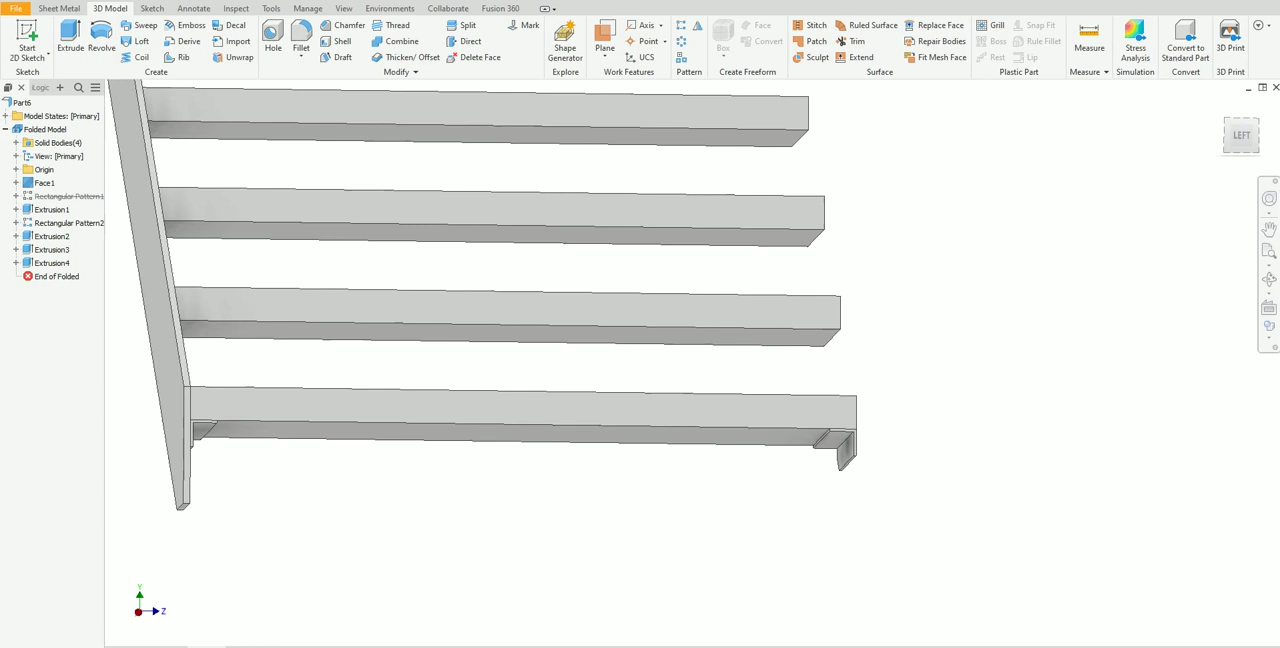 File Sheet Metal 3D Model Sketch Annotate Inspect Tools Manage View Environments Collaborate Fusion 360
Start
2D Sketch
Sketch
Extrude Revolve
Sweep Emboss Decal
Loft Derive Import
Coil Rib Unwrap
Create
Hole Fillet
Chamfer Thread Split Direct
Shell Combine Delete Face
Draft Thicken/ Offset
Modify
Mark
Shape
Generator
Explore
Plane
Axis
Point
UCS
Work Features
Pattern
Box Face
Convert
Create Freeform
Stitch Ruled Surface Replace Face
Patch Trim Repair Bodies
Sculpt Extend Fit Mesh Face
Surface
Grill Snap Fit
Boss Rule Fillet
Rest Lip
Plastic Part
Measure
Measure
Stress
Analysis
Simulation
Convert to
Standard Part
Convert
3D Print
3D Print
Logic
Part6
Model States: [Primary]
Folded Model
Solid Bodies(4)
View: [Primary]
Origin
Face1
Rectangular Pattern1
Extrusion1
Rectangular Pattern2
Extrusion2
Extrusion3
Extrusion4
End of Folded
LEFT
Y
Z